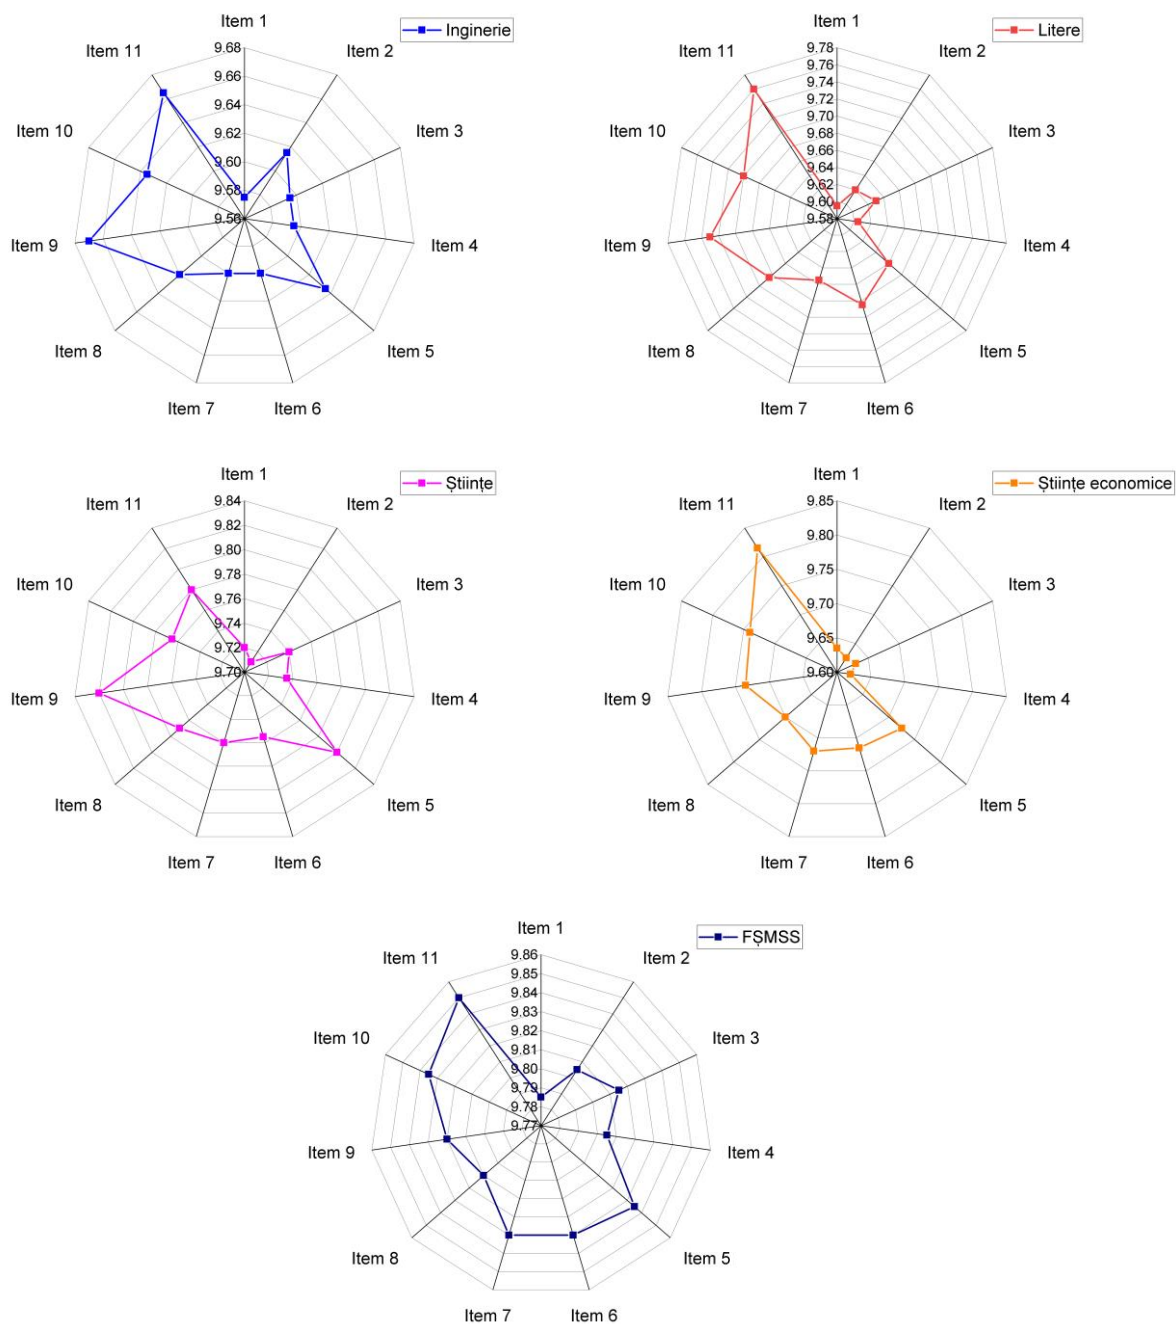 Inginerie
Item 1
Item 2
Item 3
Item 4
Item 5
Item 6
Item 7
Item 8
Item 9
Item 10
Item 11
9.68
9.66
9.64
9.62
9.60
9.58
9.56
Litere
Item 1
Item 2
Item 3
Item 4
Item 5
Item 6
Item 7
Item 8
Item 9
Item 10
Item 11
9.78
9.76
9.74
9.72
9.70
9.68
9.66
9.64
9.62
9.60
9.58
Științe
Item 1
Item 2
Item 3
Item 4
Item 5
Item 6
Item 7
Item 8
Item 9
Item 10
Item 11
9.84
9.82
9.80
9.78
9.76
9.74
9.72
9.70
Științe economice
Item 1
Item 2
Item 3
Item 4
Item 5
Item 6
Item 7
Item 8
Item 9
Item 10
Item 11
9.85
9.80
9.75
9.70
9.65
9.60
FȘMSS
Item 1
Item 2
Item 3
Item 4
Item 5
Item 6
Item 7
Item 8
Item 9
Item 10
Item 11
9.86
9.85
9.84
9.83
9.82
9.81
9.80
9.79
9.78
9.77